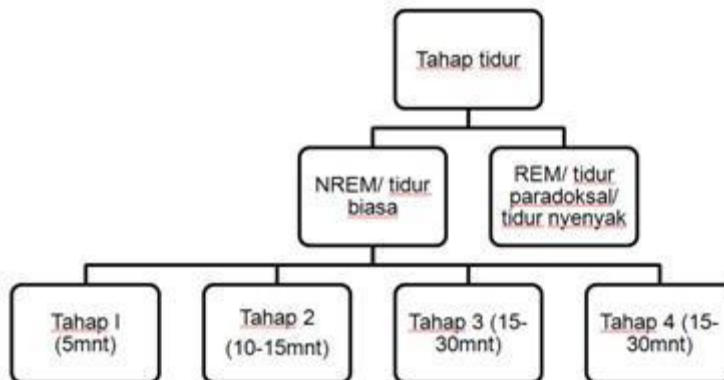 Tahap tidur
NREM/ tidur
biasa
REM/ tidur
paradoksal/
tidur nyenyak
Tahap I
(5mnt)
Tahap 2
(10-15mnt)
Tahap 3 (15-
30mnt)
Tahap 4 (15-
30mnt)